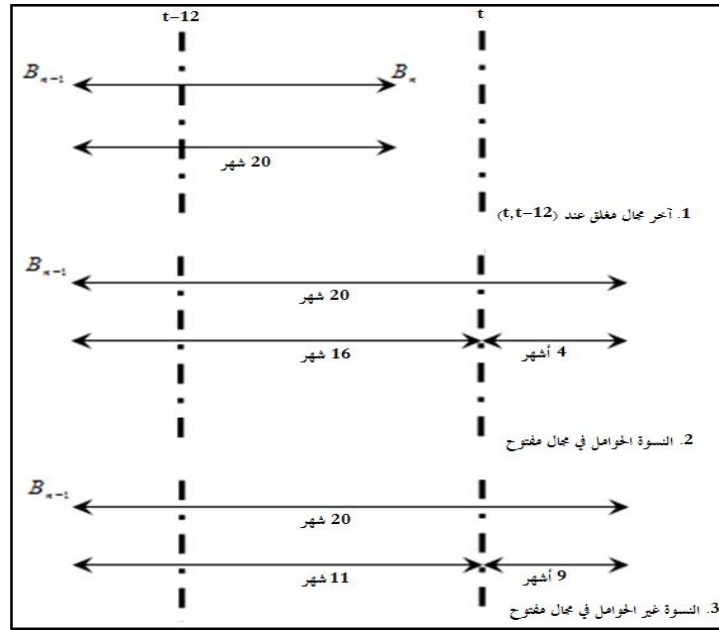 t–12 t
B_{n-1} B_n
20 شهر
1. آخر مجال مغلق عند (t,t–12)
B_{n-1}
20 شهر
16 شهر 4 أشهر
2. النسوة الحوامل في مجال مفتوح
B_{n-1}
20 شهر
11 شهر 9 أشهر
3. النسوة غير الحوامل في مجال مفتوح